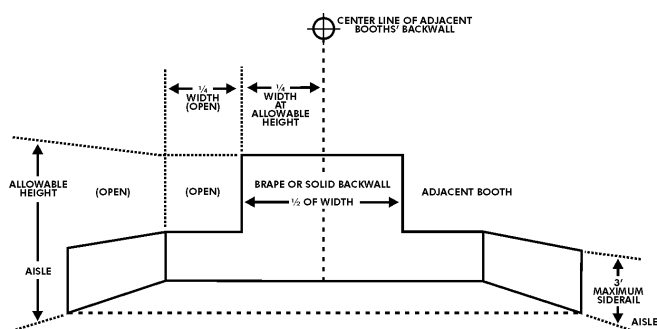 CENTER LINE OF ADJACENT
BOOTHS' BACKWALL
¼
WIDTH
(OPEN)
¼
WIDTH
AT
ALLOWABLE
HEIGHT
ALLOWABLE
HEIGHT
(OPEN)
(OPEN)
BRAPE OR SOLID BACKWALL
½ OF WIDTH
ADJACENT BOOTH
AISLE
3'
MAXIMUM
SIDERAIL
AISLE